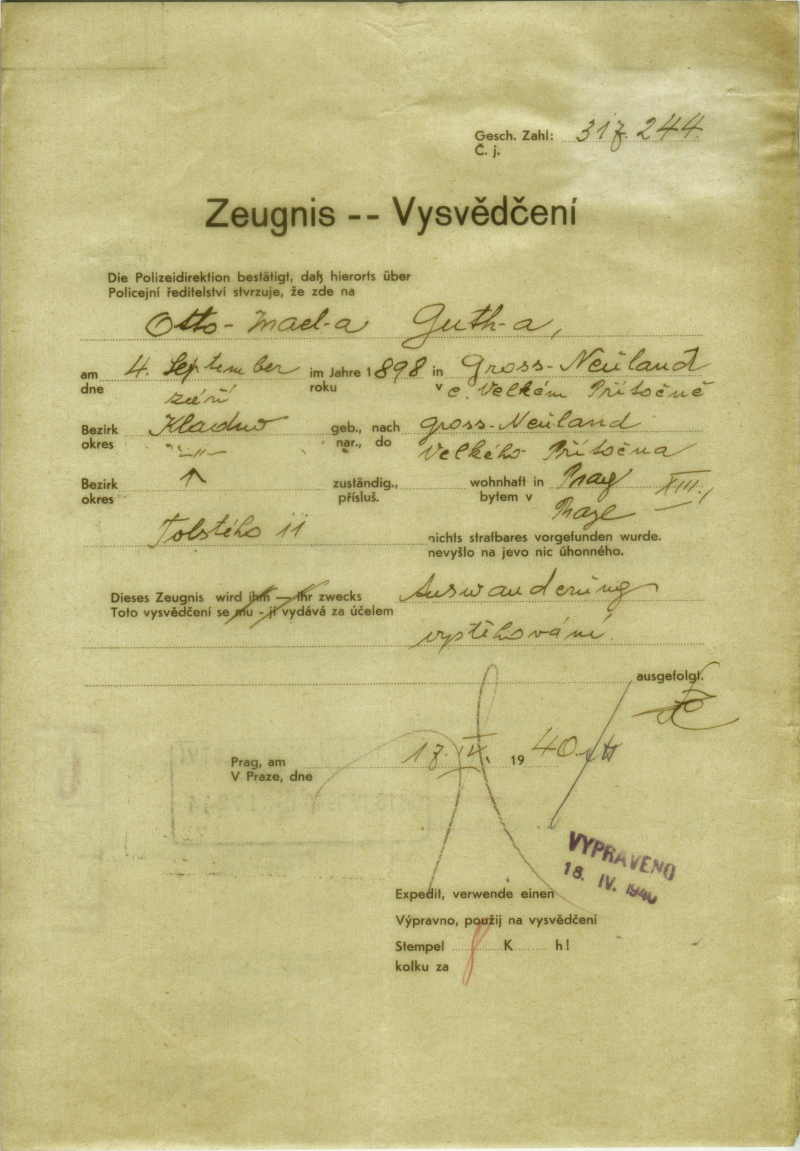 Gesch. Zahl: 317.244.
Č. j.
Zeugnis -- Vysvědčení
Die Polizeidirektion bestätigt, daß hierorts über
Policejní ředitelství stvrzuje, že zde na
Otto- -a Guth-a,
am 4. September im Jahre 1898 in Gross-Neuland
dne září roku v Velkém Přítočně
Bezirk Kladno geb., nach Gross-Neuland
okres -"- nar., do Velkého Přítočna
Bezirk zuständig., wohnhaft in Prag XIII.,
okres přísluš. bytem v Praze
Tolstého 11 nichts strafbares vorgefunden wurde.
nevyšlo na jevo nic úhonného.
Dieses Zeugnis wird ihm — ihr zwecks Auswanderung
Toto vysvědčení se mu - ji vydává za účelem
vystěhování.
ausgefolgt.
Prag, am 17. IV. 1940
V Praze, dne
VYPRAVENO
18. IV. 1940
Expedit, verwende einen
Výpravno, použij na vysvědčení
Stempel 8 K h!
kolku za